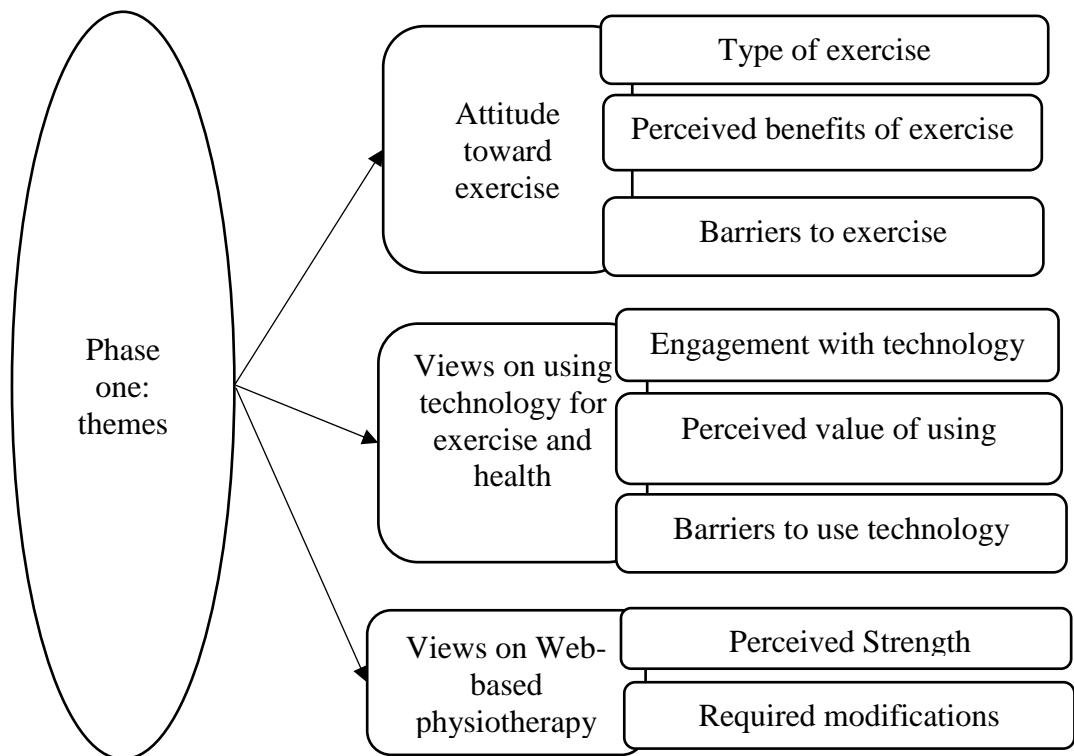 Phase
one:
themes
Attitude
toward
exercise
Type of exercise
Perceived benefits of exercise
Barriers to exercise
Views on using
technology for
exercise and
health
Engagement with technology
Perceived value of using
Barriers to use technology
Views on Web-
based
physiotherapy
Perceived Strength
Required modifications